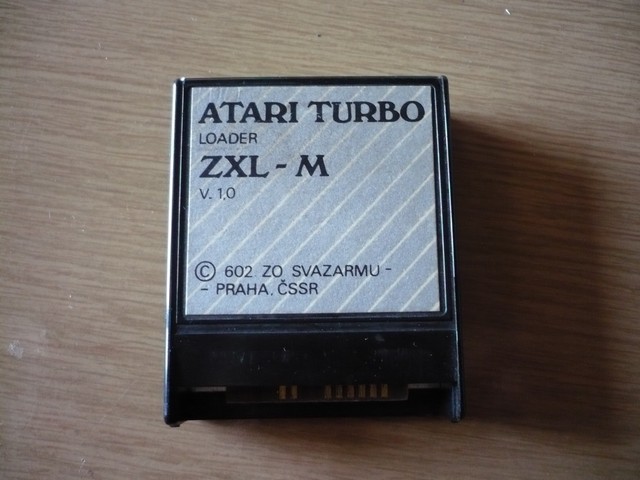 ATARI TURBO
LOADER
ZXL - M
V. 1,0
© 602 ZO SVAZARMU -
- PRAHA, ČSSR